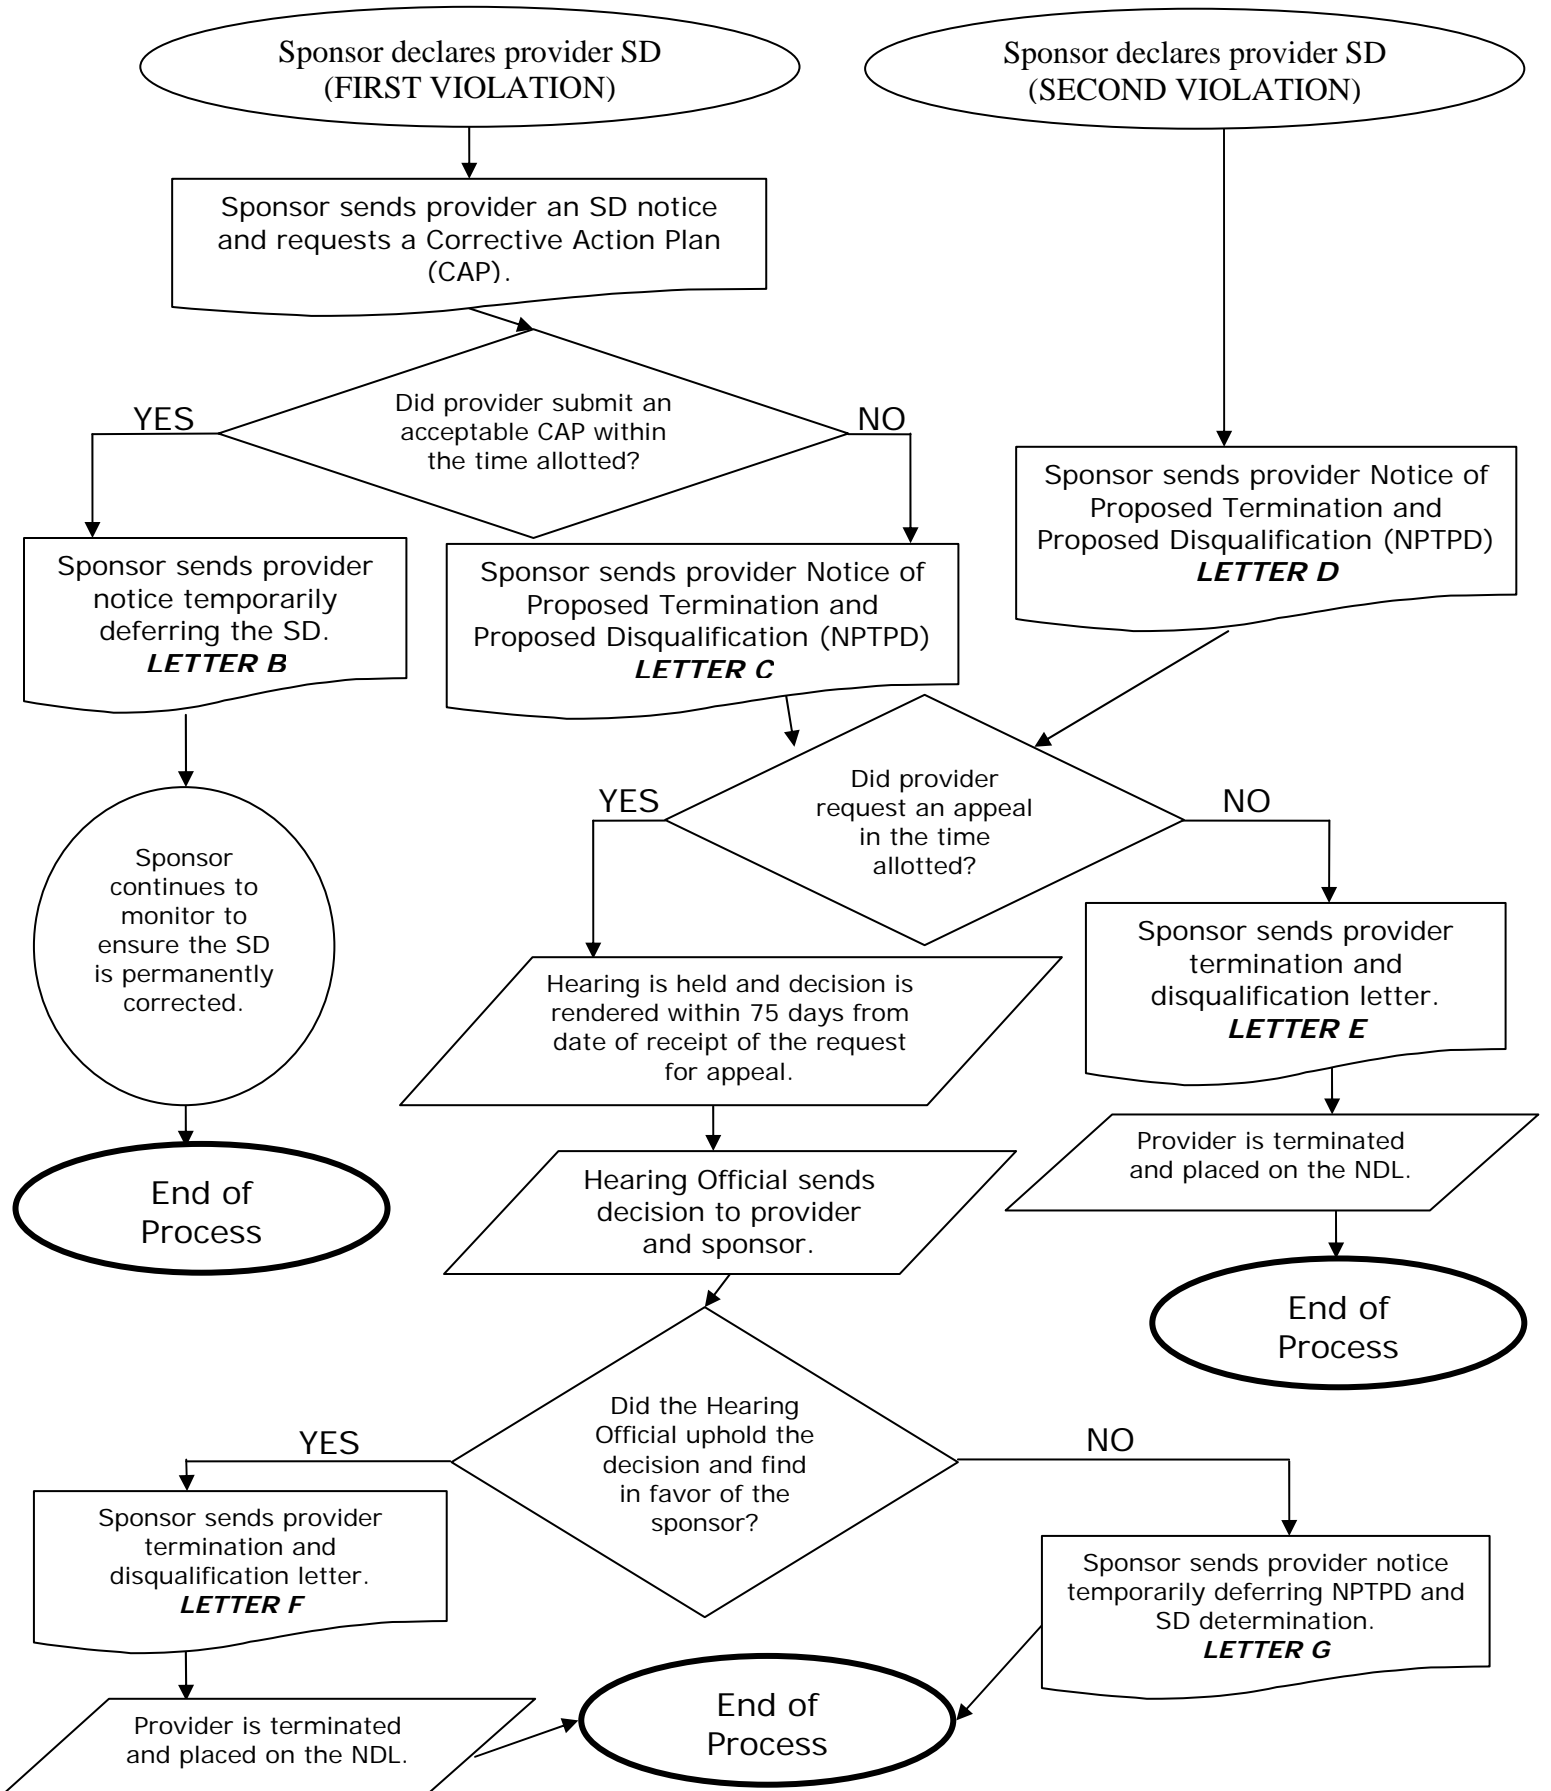 Sponsor declares provider SD
(FIRST VIOLATION)
Sponsor declares provider SD
(SECOND VIOLATION)
Sponsor sends provider an SD notice
and requests a Corrective Action Plan
(CAP).
Did provider submit an
acceptable CAP within
the time allotted?
YES
NO
Sponsor sends provider
notice temporarily
deferring the SD.
LETTER B
Sponsor sends provider Notice of
Proposed Termination and
Proposed Disqualification (NPTPD)
LETTER C
Sponsor sends provider Notice of
Proposed Termination and
Proposed Disqualification (NPTPD)
LETTER D
Did provider
request an appeal
in the time
allotted?
YES
NO
Sponsor
continues to
monitor to
ensure the SD
is permanently
corrected.
End of
Process
Hearing is held and decision is
rendered within 75 days from
date of receipt of the request
for appeal.
Sponsor sends provider
termination and
disqualification letter.
LETTER E
Hearing Official sends
decision to provider
and sponsor.
Provider is terminated
and placed on the NDL.
End of
Process
Did the Hearing
Official uphold the
decision and find
in favor of the
sponsor?
YES
NO
Sponsor sends provider
termination and
disqualification letter.
LETTER F
Sponsor sends provider notice
temporarily deferring NPTPD and
SD determination.
LETTER G
Provider is terminated
and placed on the NDL.
End of
Process